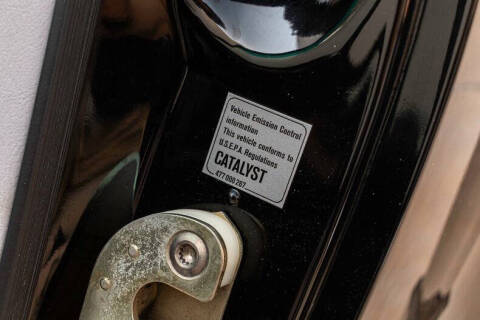 Vehicle Emission Control
information
This vehicle conforms to
U.S.E.P.A. Regulations
CATALYST
477 000 267